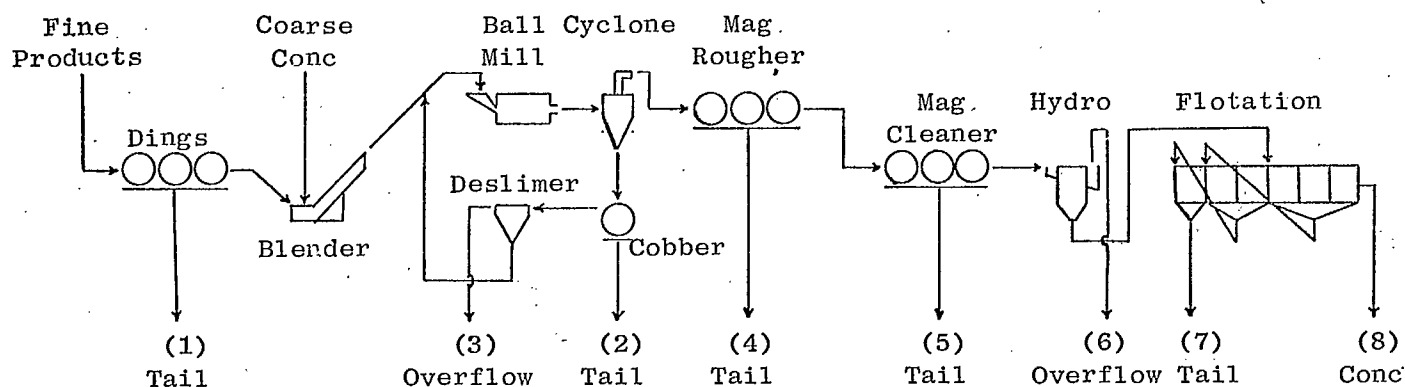 Fine
Products
Coarse
Conc
Ball
Mill
Cyclone
Mag.
Rougher
Dings
Mag.
Cleaner
Hydro
Flotation
Deslimer
Blender
Cobber
(1)
Tail
(3)
Overflow
(2)
Tail
(4)
Tail
(5)
Tail
(6)
Overflow
(7)
Tail
(8)
Conc